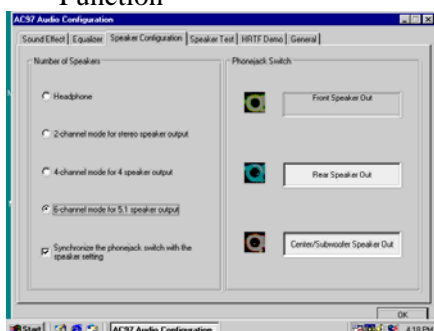 Function
AC97 Audio Configuration
Sound Effect Equalizer Speaker Configuration Speaker Test HRTF Demo General
Number of Speakers
Headphone
2-channel mode for stereo speaker output
4-channel mode for 4 speaker output
6-channel mode for 5.1 speaker output
Synchronize the phonejack switch with the
speaker setting
Phonejack Switch
Front Speaker Out
Rear Speaker Out
Center/Subwoofer Speaker Out
OK
Start AC97 Audio Configuration 4:18 PM